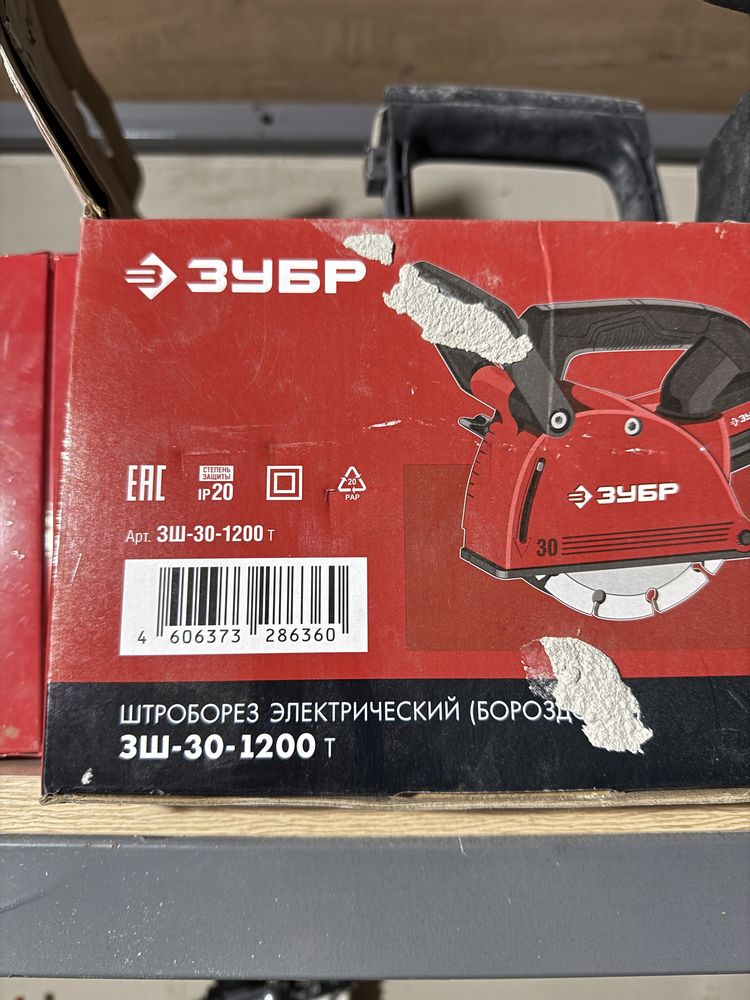 ЗУБР
EAC
СТЕПЕНЬ
ЗАЩИТЫ
IP20
20
PAP
Арт. ЗШ-30-1200 Т
ЗУБР
30
4 606373 286360
ШТРОБОРЕЗ ЭЛЕКТРИЧЕСКИЙ
ЗШ-30-1200 Т